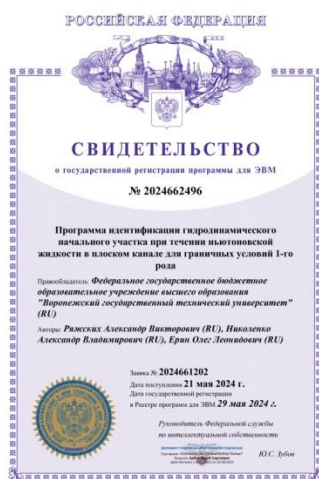 РОССИЙСКАЯ ФЕДЕРАЦИЯ
СВИДЕТЕЛЬСТВО
о государственной регистрации программы для ЭВМ
№ 2024662496
Программа идентификации гидродинамического
начального участка при течении ньютоновской
жидкости в плоском канале для граничных условий 1-го
рода
Правообладатель: Федеральное государственное бюджетное
образовательное учреждение высшего образования
"Воронежский государственный технический университет"
(RU)
Авторы: Ряжских Александр Викторович (RU), Николенко
Александр Владимирович (RU), Ерин Олег Леонидович (RU)
Заявка № 2024661202
Дата поступления 21 мая 2024 г.
Дата государственной регистрации
в Реестре программ для ЭВМ 29 мая 2024 г.
Руководитель Федеральной службы
по интеллектуальной собственности
Ю.С. Зубов